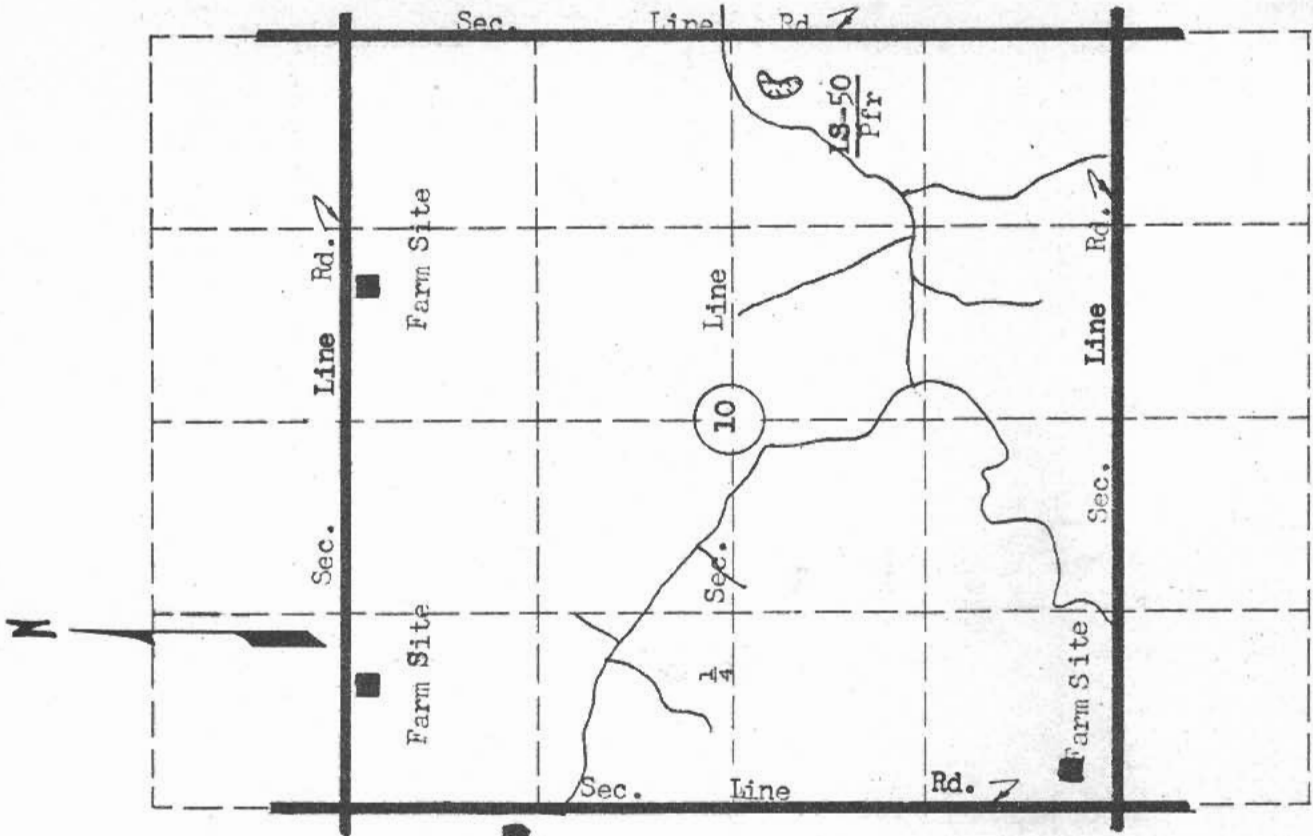 Sec. Line Rd.
N
Sec. Line Rd.
Farm Site
Farm Site
LS-50
Pfr
1/4 Sec. Line
10
Sec. Line Rd.
Farm Site
Sec. Line Rd.